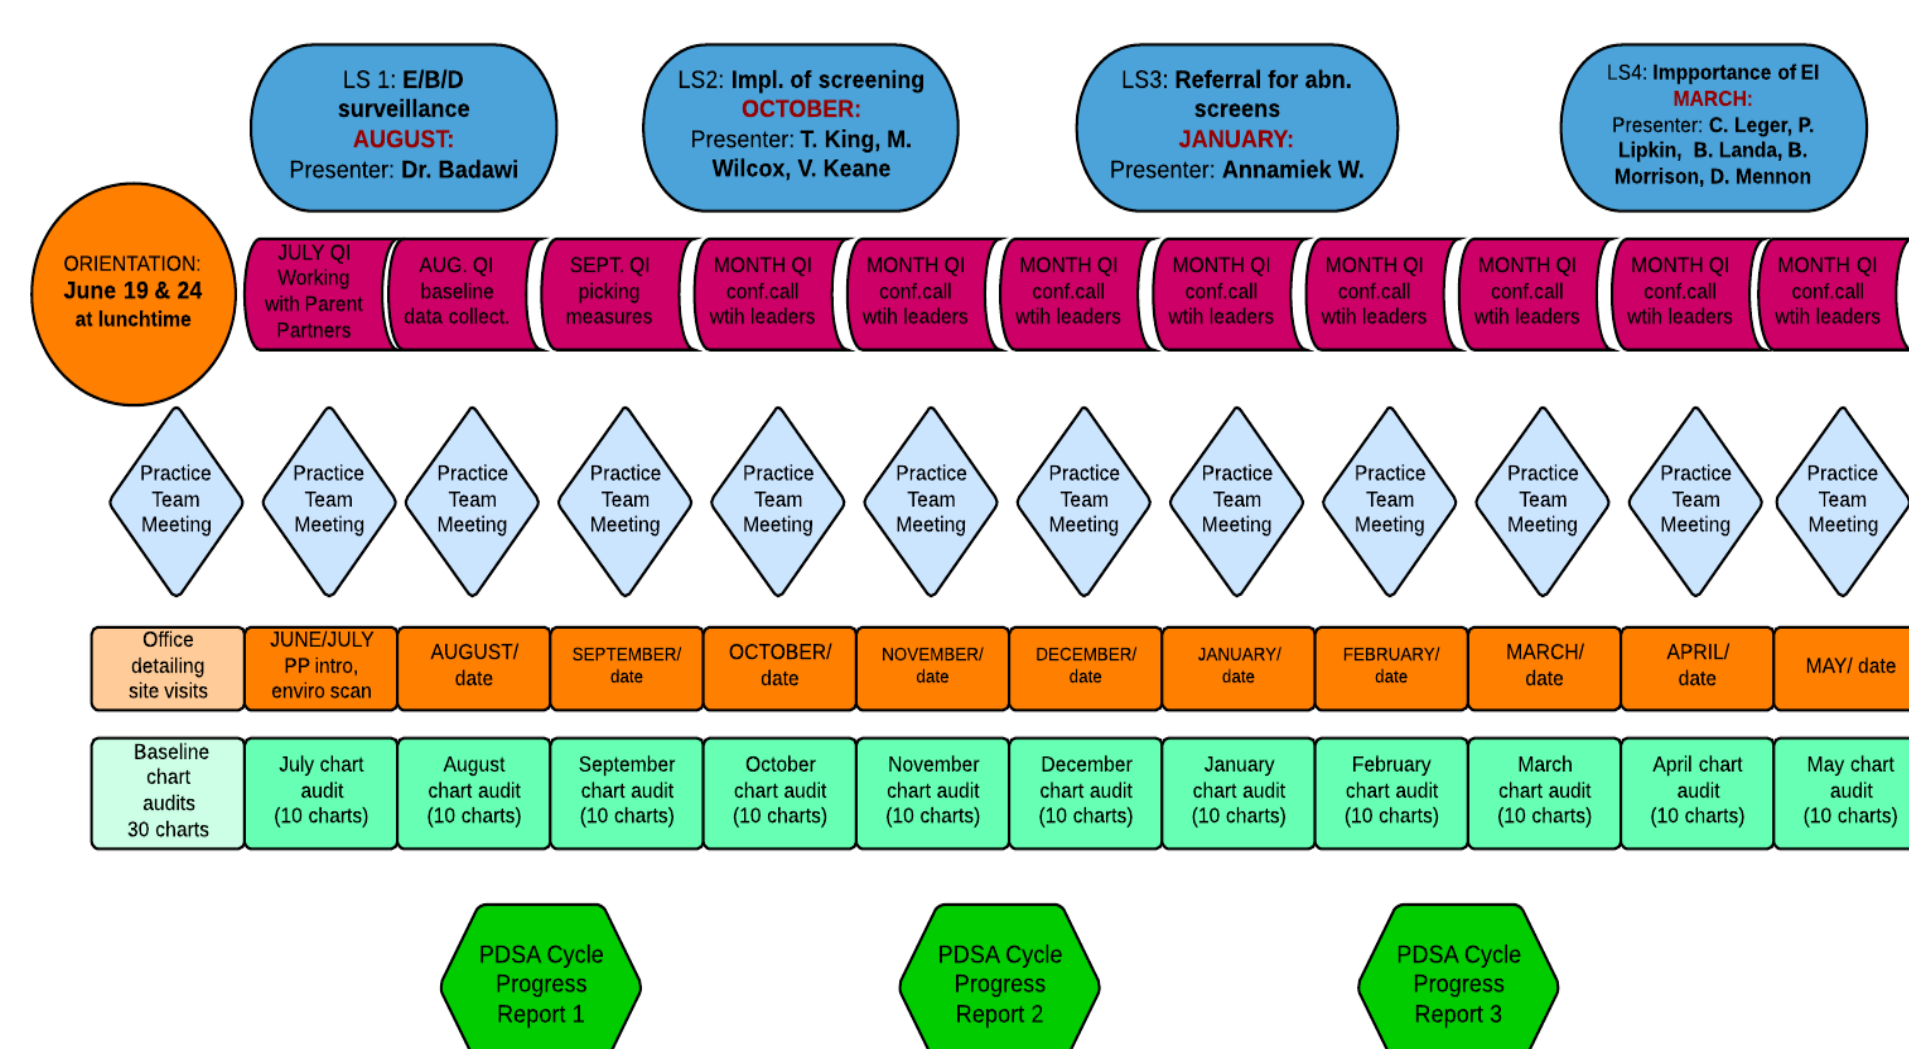 LS 1: E/B/D
surveillance
AUGUST:
Presenter: Dr. Badawi
LS2: Impl. of screening
OCTOBER:
Presenter: T. King, M.
Wilcox, V. Keane
LS3: Referral for abn.
screens
JANUARY:
Presenter: Annamiek W.
LS4: Impportance of EI
MARCH:
Presenter: C. Leger, P.
Lipkin, B. Landa, B.
Morrison, D. Mennon
ORIENTATION:
June 19 & 24
at lunchtime
JULY QI
Working
with Parent
Partners
AUG. QI
baseline
data collect.
SEPT. QI
picking
measures
MONTH QI
conf.call
wtih leaders
MONTH QI
conf.call
wtih leaders
MONTH QI
conf.call
wtih leaders
MONTH QI
conf.call
wtih leaders
MONTH QI
conf.call
wtih leaders
MONTH QI
conf.call
wtih leaders
MONTH QI
conf.call
wtih leaders
MONTH QI
conf.call
wtih leaders
Practice
Team
Meeting
Practice
Team
Meeting
Practice
Team
Meeting
Practice
Team
Meeting
Practice
Team
Meeting
Practice
Team
Meeting
Practice
Team
Meeting
Practice
Team
Meeting
Practice
Team
Meeting
Practice
Team
Meeting
Practice
Team
Meeting
Practice
Team
Meeting
Office
detailing
site visits
JUNE/JULY
PP intro,
enviro scan
AUGUST/
date
SEPTEMBER/
date
OCTOBER/
date
NOVEMBER/
date
DECEMBER/
date
JANUARY/
date
FEBRUARY/
date
MARCH/
date
APRIL/
date
MAY/ date
Baseline
chart
audits
30 charts
July chart
audit
(10 charts)
August
chart audit
(10 charts)
September
chart audit
(10 charts)
October
chart audit
(10 charts)
November
chart audit
(10 charts)
December
chart audit
(10 charts)
January
chart audit
(10 charts)
February
chart audit
(10 charts)
March
chart audit
(10 charts)
April chart
audit
(10 charts)
May chart
audit
(10 charts)
PDSA Cycle
Progress
Report 1
PDSA Cycle
Progress
Report 2
PDSA Cycle
Progress
Report 3